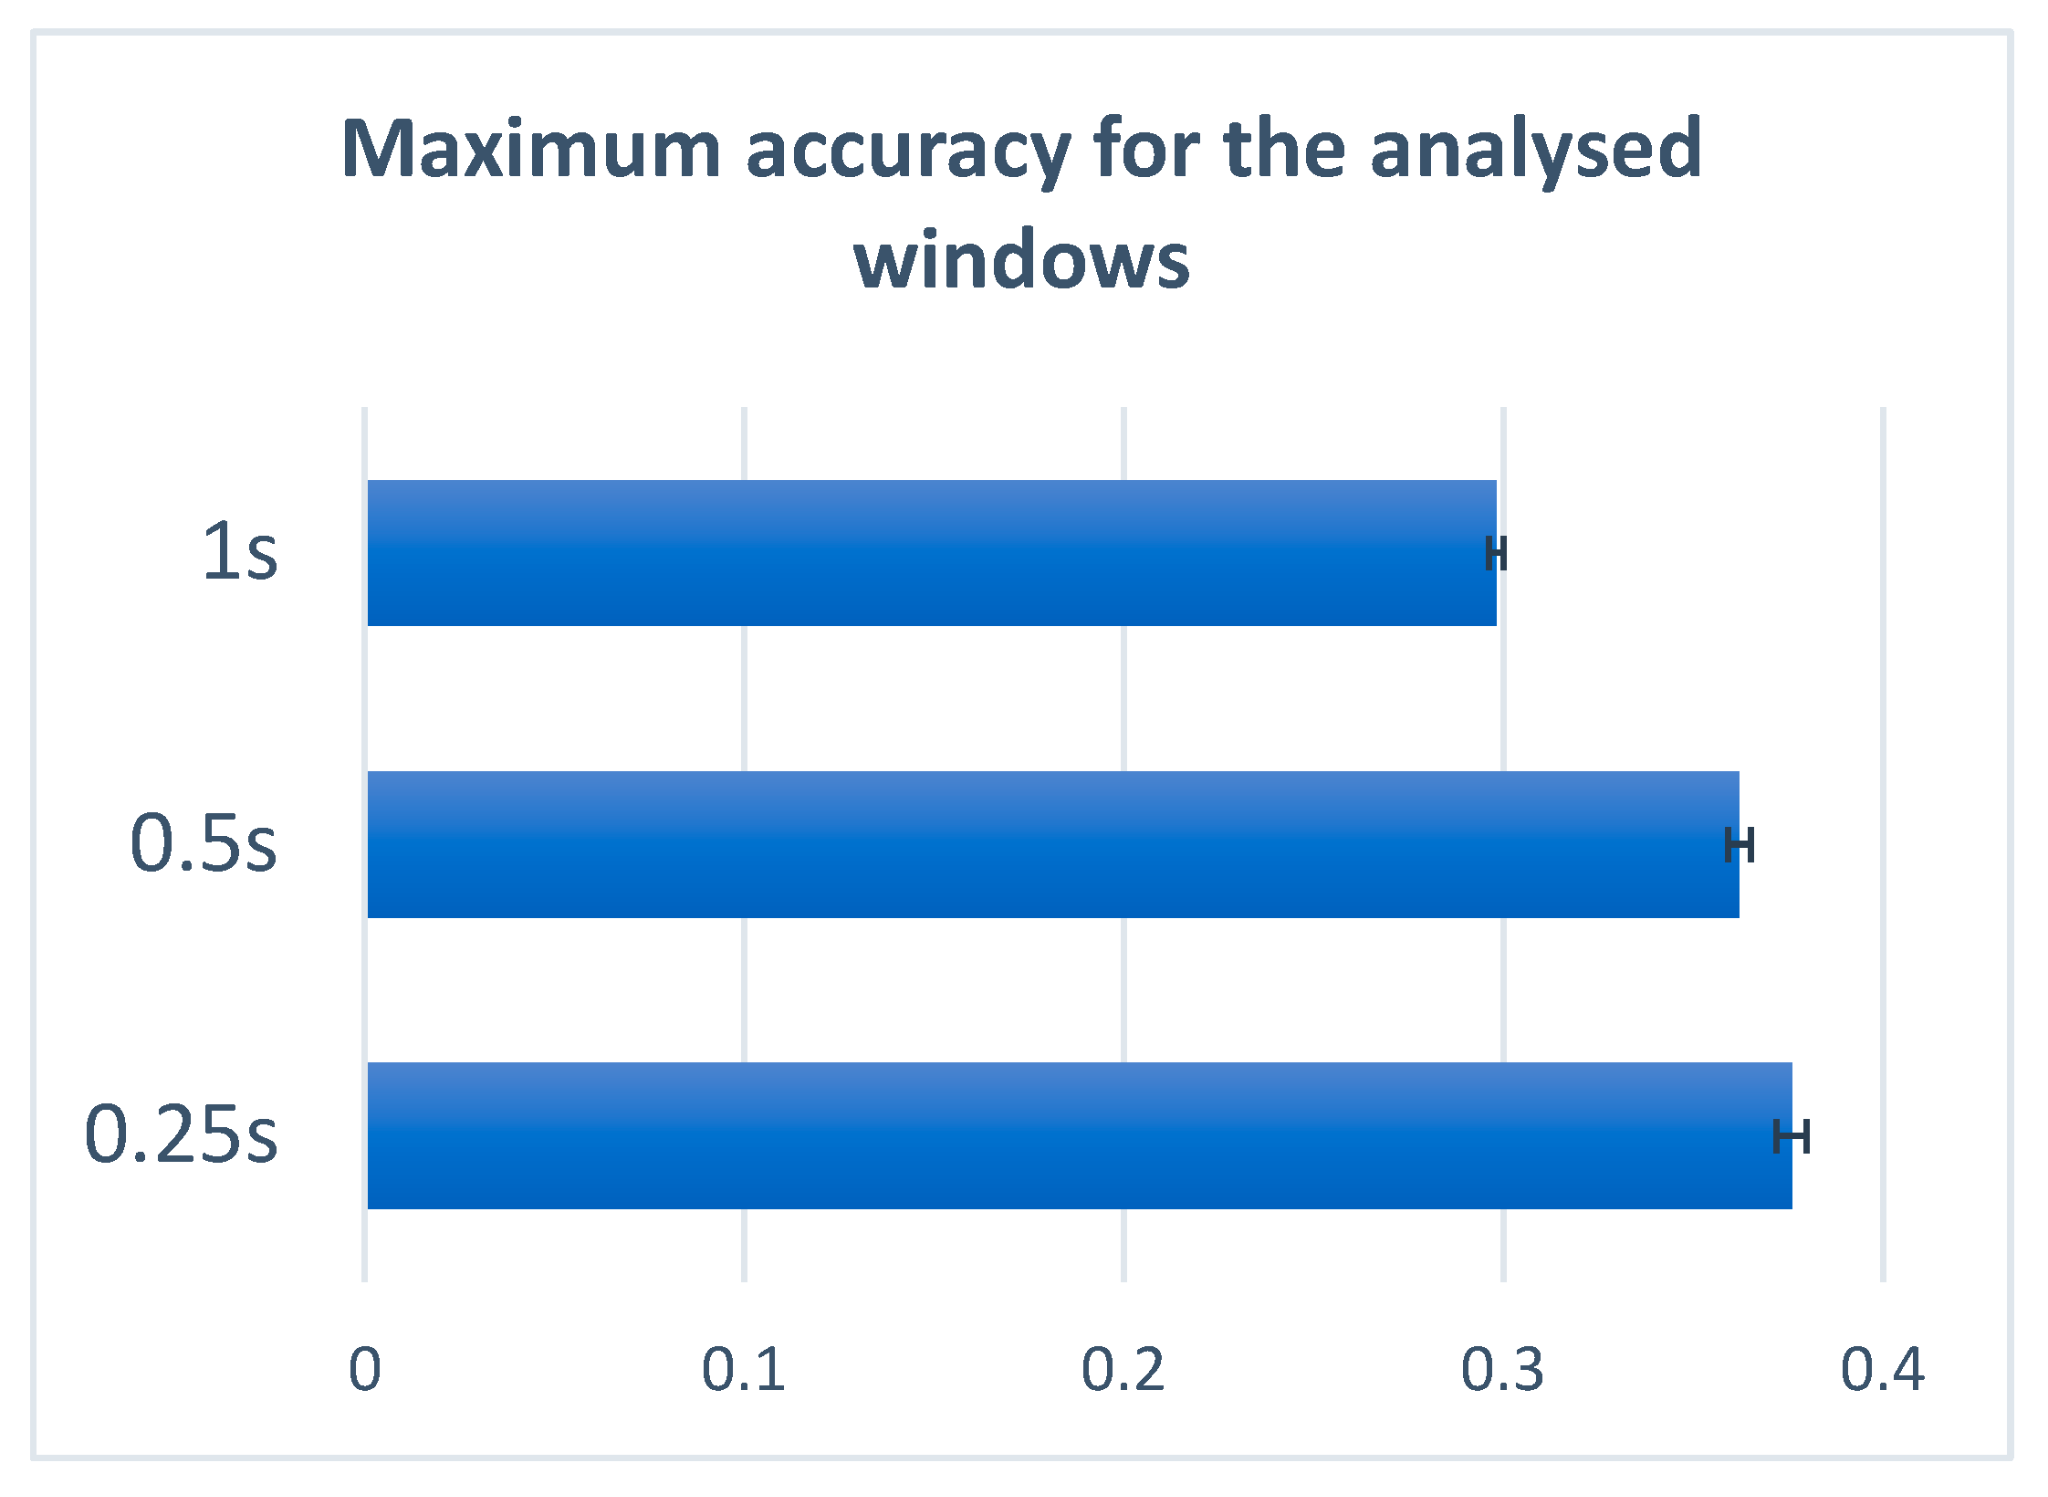 Maximum accuracy for the analysed
windows
1s
0.5s
0.25s
0 0.1 0.2 0.3 0.4